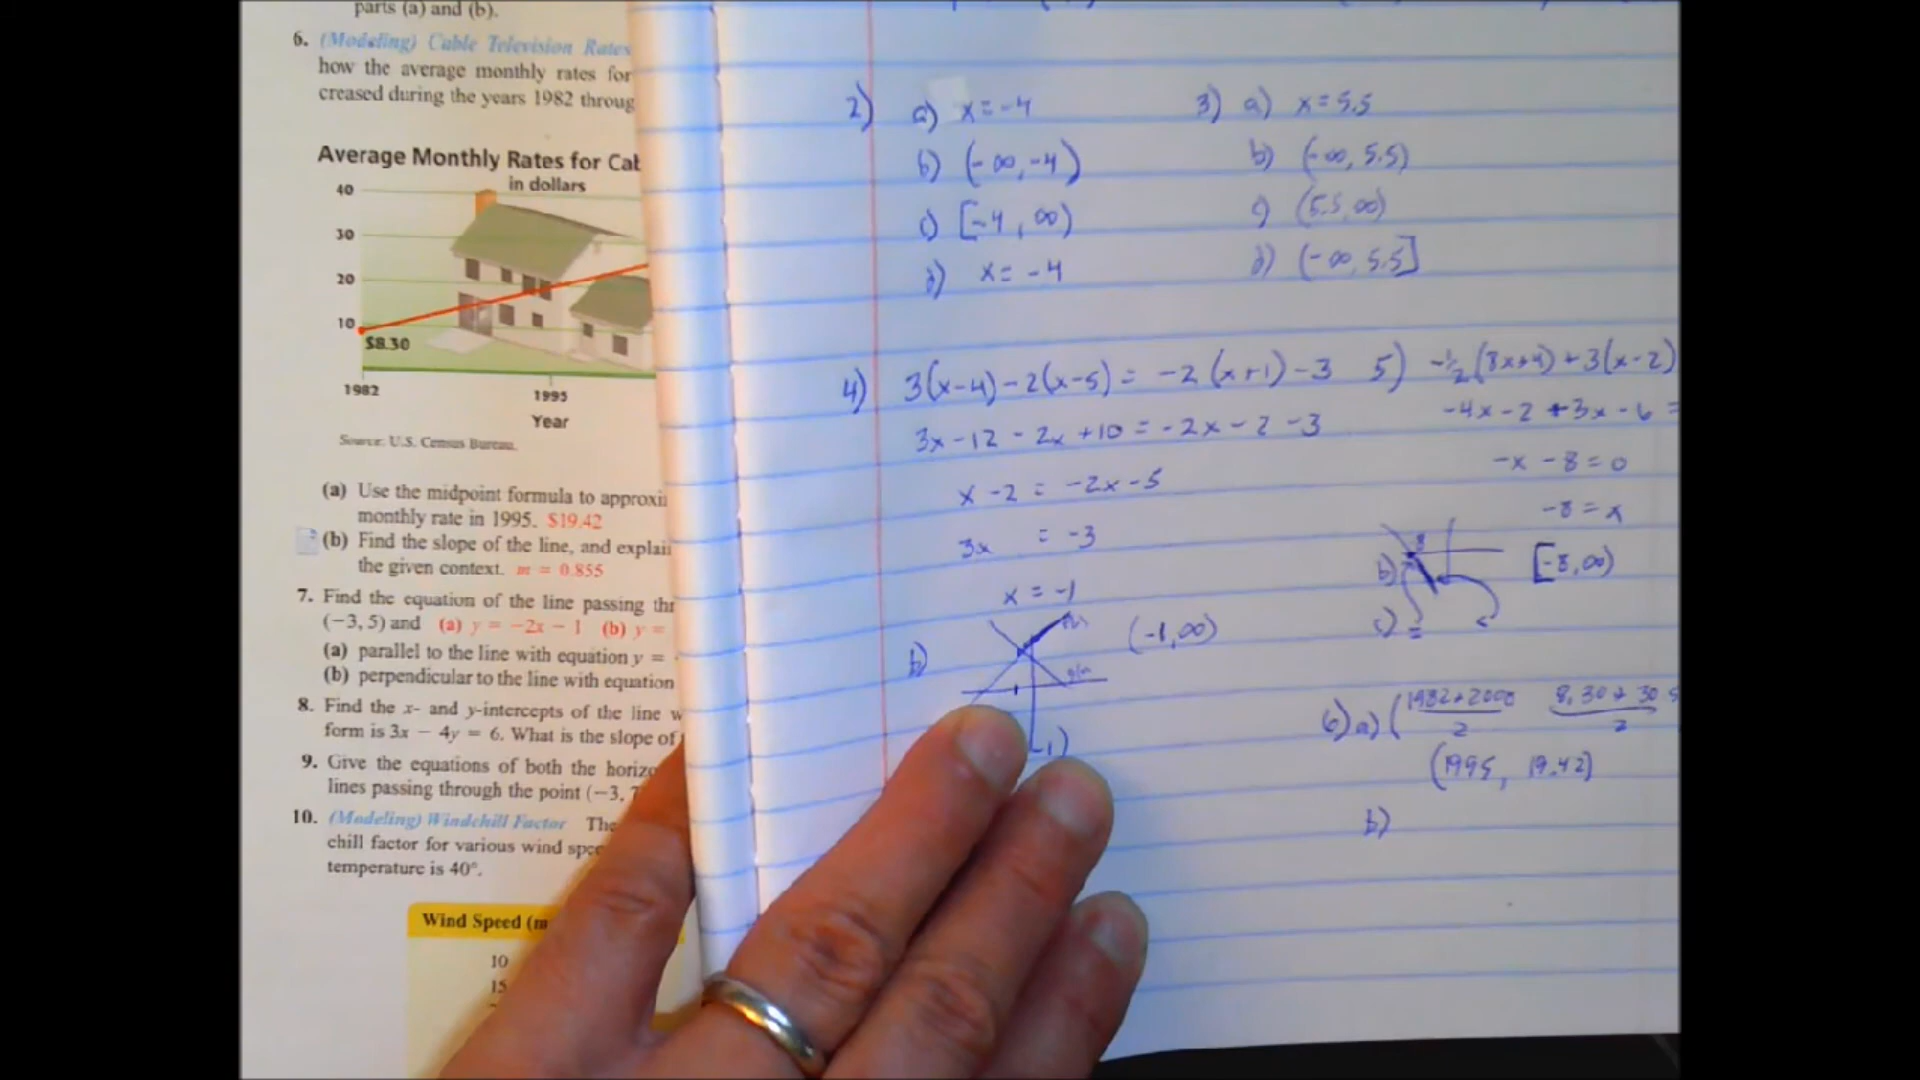 parts (a) and (b).
6. (Modeling) Cable Television Rates
how the average monthly rates for
creased during the years 1982 throug
Average Monthly Rates for Cab
in dollars
40
30
20
10
$8.30
1982
1995
Year
Source: U.S. Census Bureau.
(a) Use the midpoint formula to approxi
monthly rate in 1995. $19.42
(b) Find the slope of the line, and explai
the given context. m = 0.855
7. Find the equation of the line passing thr
(−3, 5) and (a) y = −2x − 1 (b) y =
(a) parallel to the line with equation y =
(b) perpendicular to the line with equation
8. Find the x- and y-intercepts of the line w
form is 3x − 4y = 6. What is the slope of
9. Give the equations of both the horizo
lines passing through the point (−3, 7
10. (Modeling) Windchill Factor The
chill factor for various wind spee
temperature is 40°.
Wind Speed (m
10
15
2) a) x = -4
b) (-∞, -4)
c) [-4, ∞)
d) x = -4
3) a) x = 5.5
b) (-∞, 5.5)
c) (5.5, ∞)
d) (-∞, 5.5]
4) 3(x-4) - 2(x-5) = -2(x+1) - 3
3x - 12 - 2x + 10 = -2x - 2 - 3
x - 2 = -2x - 5
3x = -3
x = -1
b) (-1, ∞)
5) -1/2(8x+4) + 3(x-2)
-4x - 2 + 3x - 6 =
-x - 8 = 0
-8 = x
b) [-8, ∞)
c)
6) a) (1982+2008/2 8.30+30.5/2
(1995, 19.42)
b)